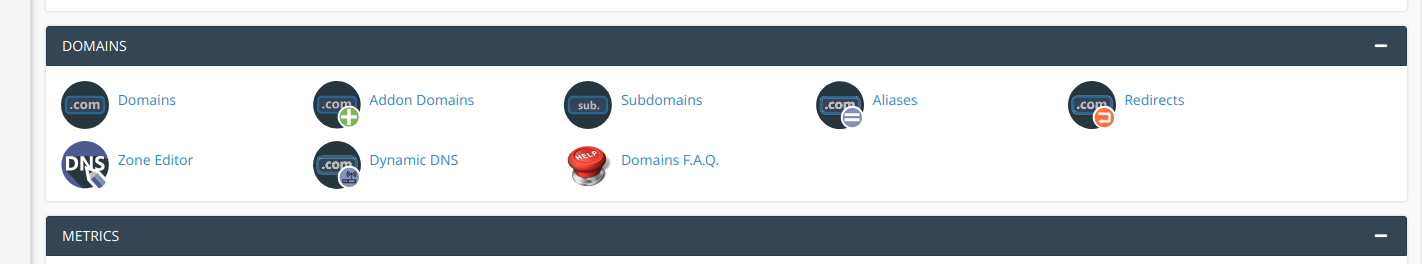 DOMAINS
.com Domains
.com Addon Domains
sub. Subdomains
.com Aliases
.com Redirects
DNS Zone Editor
.com Dynamic DNS
HELP Domains F.A.Q.
METRICS